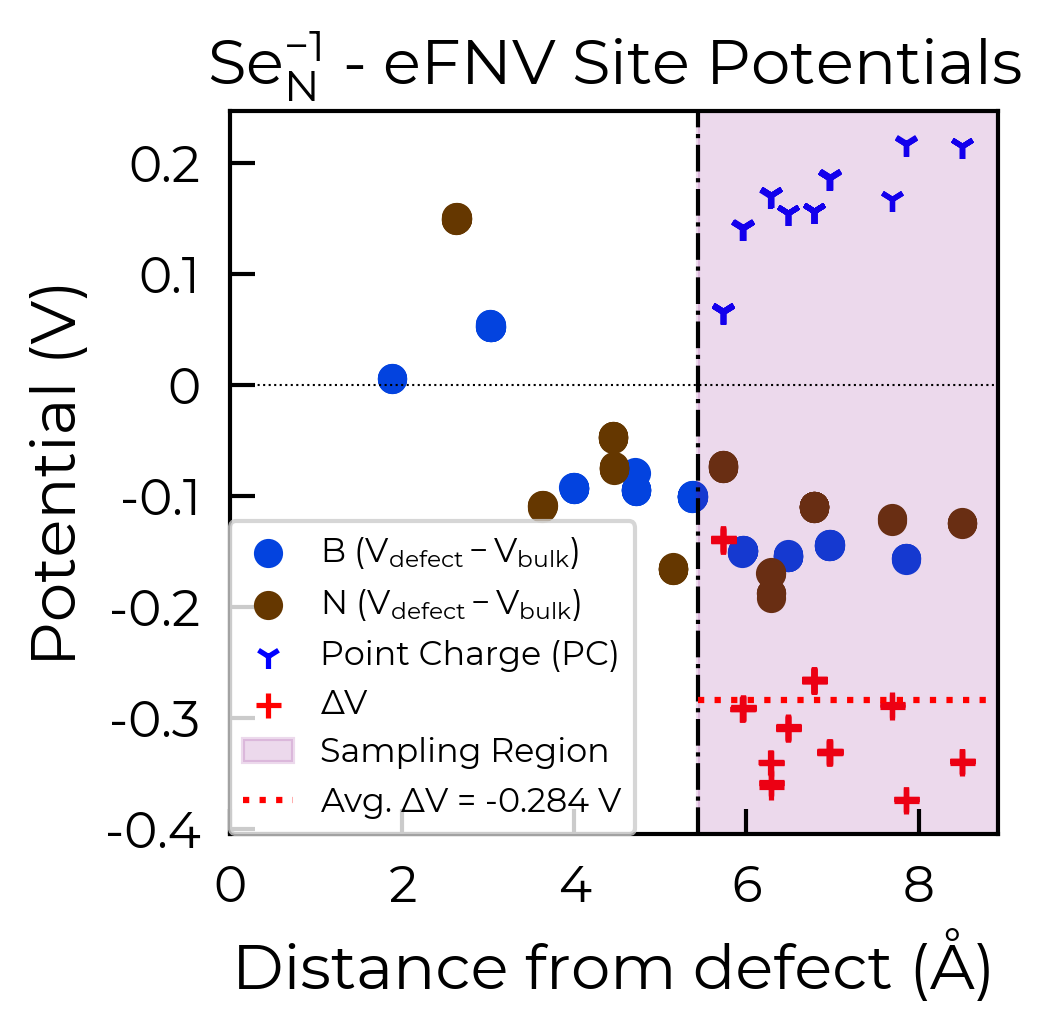 Se_N^{-1} - eFNV Site Potentials
Potential (V)
0.2
0.1
0
-0.1
-0.2
-0.3
-0.4
B (V_defect − V_bulk)
N (V_defect − V_bulk)
Point Charge (PC)
ΔV
Sampling Region
Avg. ΔV = -0.284 V
0 2 4 6 8
Distance from defect (Å)